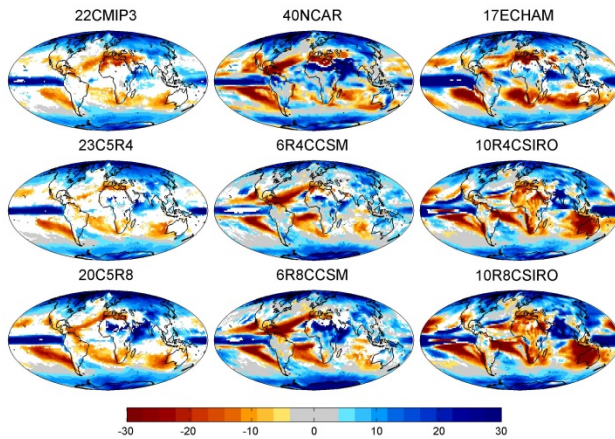 22CMIP3 40NCAR 17ECHAM
23C5R4 6R4CCSM 10R4CSIRO
20C5R8 6R8CCSM 10R8CSIRO
-30 -20 -10 0 10 20 30